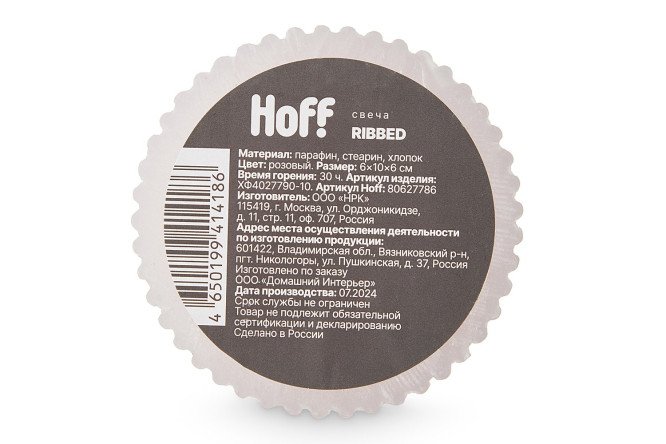 Hoff
свеча
RIBBED
Материал: парафин, стеарин, хлопок
Цвет: розовый. Размер: 6×10×6 см
Время горения: 30 ч. Артикул изделия:
ХФ4027790-10. Артикул Hoff: 80627786
Изготовитель: ООО «НРК»
115419, г. Москва, ул. Орджоникидзе,
д. 11, стр. 11, оф. 707, Россия
Адрес места осуществления деятельности
по изготовлению продукции:
601422, Владимирская обл., Вязниковский р-н,
пгт. Никологоры, ул. Пушкинская, д. 37, Россия
Изготовлено по заказу
ООО «Домашний Интерьер»
Дата производства: 07.2024
Срок службы не ограничен
Товар не подлежит обязательной
сертификации и декларированию
Сделано в России
4 650199 414186